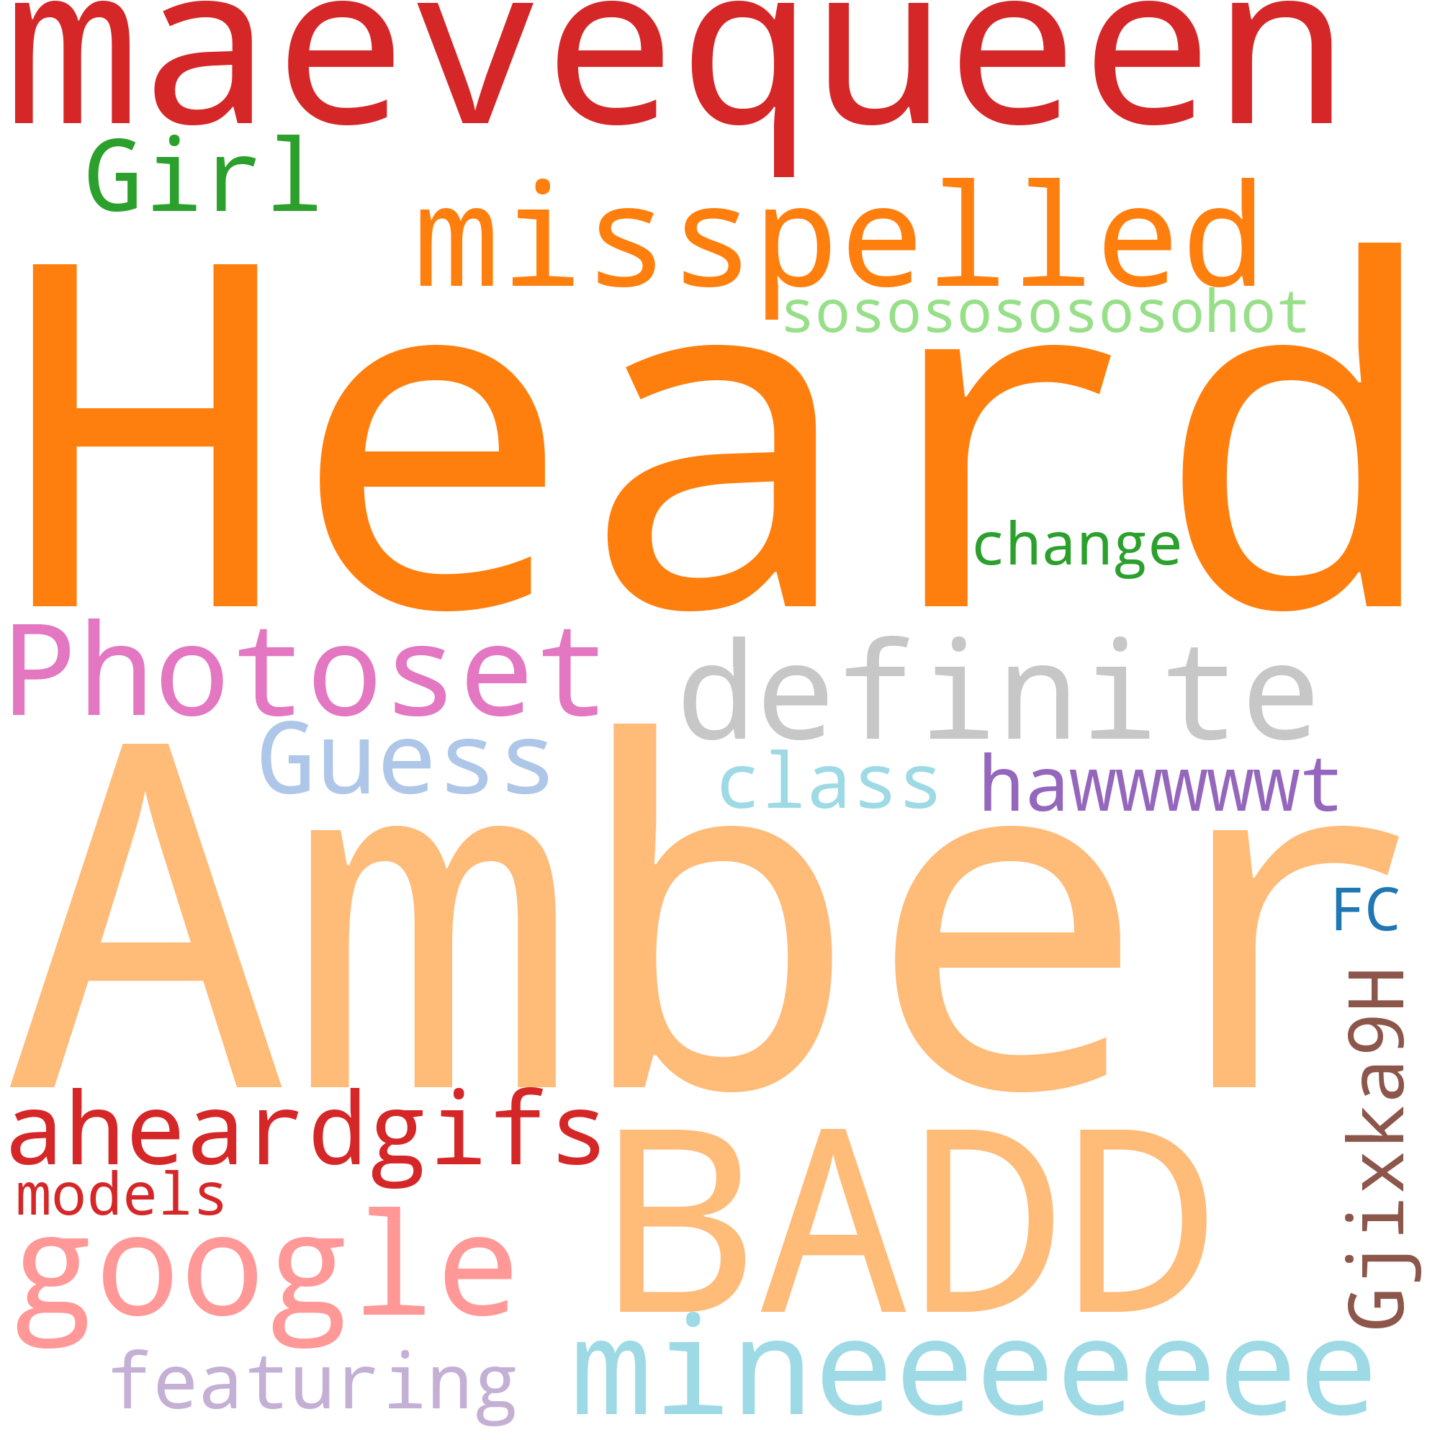 maevequeen
Girl
misspelled
sosososososohot
Heard
change
Photoset
definite
Guess
class
hawwwwwt
Amber
FC
Gjixka9H
aheardgifs
BADD
models
google
mineeeeeee
featuring